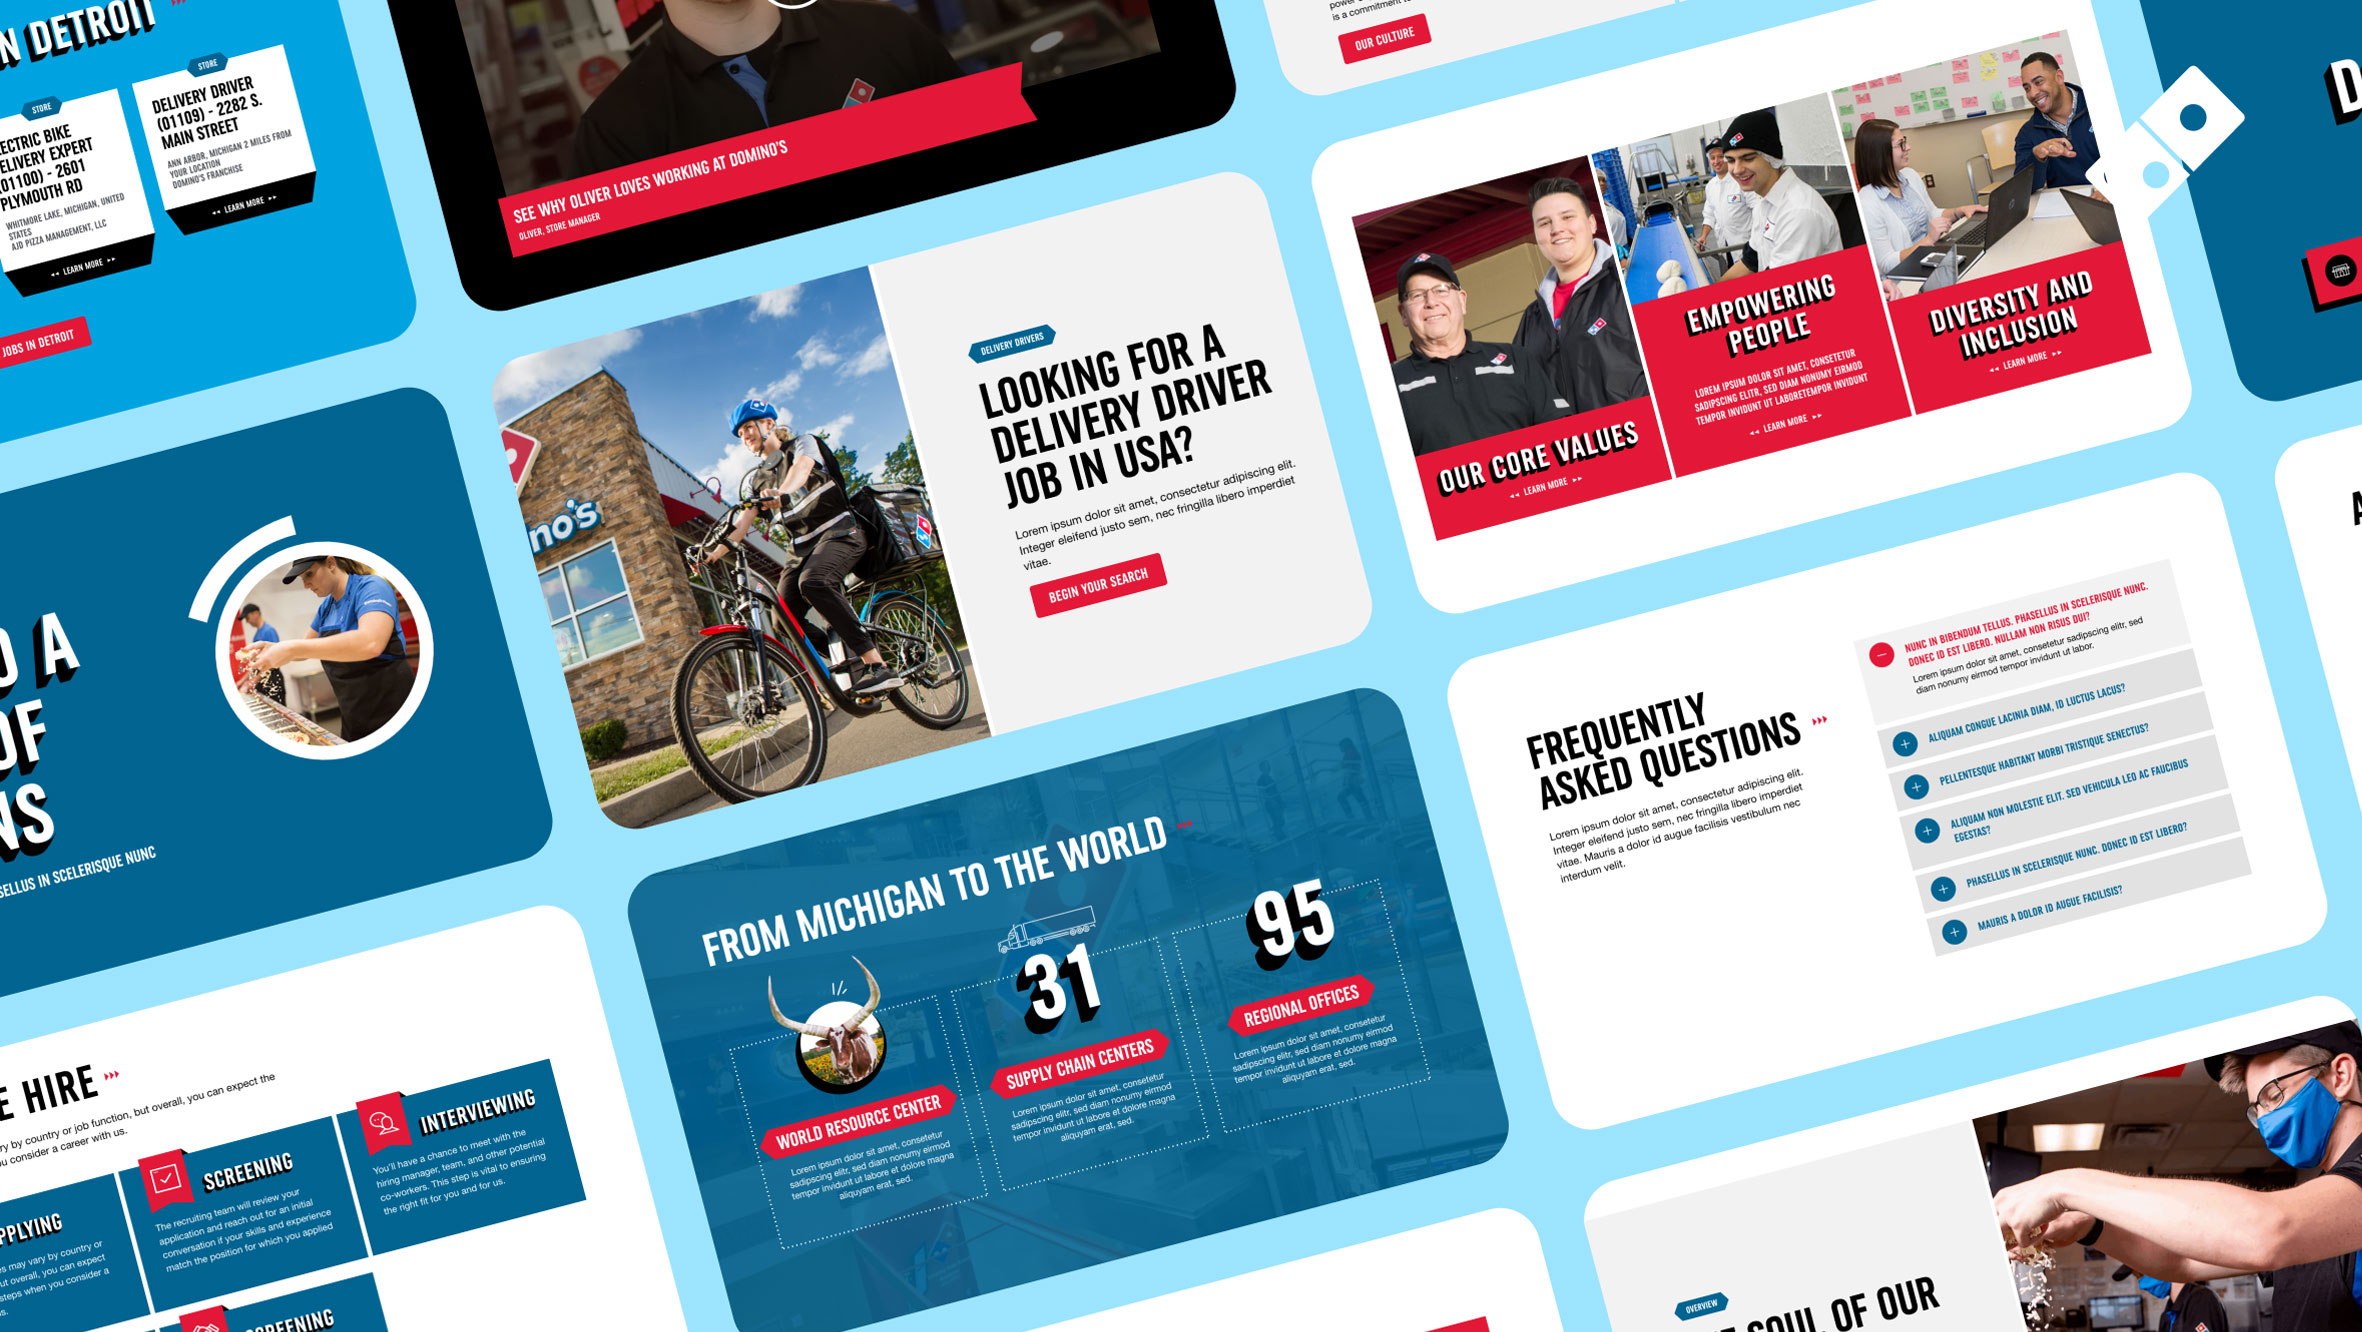 N DETROIT
STORE
ECTRIC BIKE
ELIVERY EXPERT
(01100) - 2601
PLYMOUTH RD
WHITMORE LAKE, MICHIGAN, UNITED
STATES
AJD PIZZA MANAGEMENT, LLC
LEARN MORE
STORE
DELIVERY DRIVER
(01109) - 2282 S.
MAIN STREET
ANN ARBOR, MICHIGAN 2 MILES FROM
YOUR LOCATION
DOMINO'S FRANCHISE
LEARN MORE
JOBS IN DETROIT
SEE WHY OLIVER LOVES WORKING AT DOMINO'S
OLIVER, STORE MANAGER
is a commitment to
OUR CULTURE
OUR CORE VALUES
LEARN MORE
EMPOWERING
PEOPLE
LOREM IPSUM DOLOR SIT AMET, CONSETETUR
SADIPSCING ELITR, SED DIAM NONUMY EIRMOD
TEMPOR INVIDUNT UT LABORETEMPOR INVIDUNT
LEARN MORE
DIVERSITY AND
INCLUSION
LEARN MORE
D
O A
OF
NS
SELLUS IN SCELERISQUE NUNC
no's
DELIVERY DRIVERS
LOOKING FOR A
DELIVERY DRIVER
JOB IN USA?
Lorem ipsum dolor sit amet, consectetur adipiscing elit.
Integer eleifend justo sem, nec fringilla libero imperdiet
vitae.
BEGIN YOUR SEARCH
FREQUENTLY
ASKED QUESTIONS
Lorem ipsum dolor sit amet, consectetur adipiscing elit.
Integer eleifend justo sem, nec fringilla libero imperdiet
vitae. Mauris a dolor id augue facilisis vestibulum nec
interdum velit.
NUNC IN BIBENDUM TELLUS. PHASELLUS IN SCELERISQUE NUNC.
DONEC ID EST LIBERO. NULLAM NON RISUS DUI?
Lorem ipsum dolor sit amet, consetetur sadipscing elitr, sed
diam nonumy eirmod tempor invidunt ut labor.
ALIQUAM CONGUE LACINIA DIAM, ID LUCTUS LACUS?
PELLENTESQUE HABITANT MORBI TRISTIQUE SENECTUS?
ALIQUAM NON MOLESTIE ELIT. SED VEHICULA LEO AC FAUCIBUS
EGESTAS?
PHASELLUS IN SCELERISQUE NUNC. DONEC ID EST LIBERO?
MAURIS A DOLOR ID AUGUE FACILISIS?
A
E HIRE
ry by country or job function, but overall, you can expect the
u consider a career with us.
PPLYING
es may vary by country or
ut overall, you can expect
steps when you consider a
s.
SCREENING
The recruiting team will review your
application and reach out for an initial
conversation if your skills and experience
match the position for which you applied
INTERVIEWING
You'll have a chance to meet with the
hiring manager, team, and other potential
co-workers. This step is vital to ensuring
the right fit for you and for us.
CREENING
FROM MICHIGAN TO THE WORLD
WORLD RESOURCE CENTER
Lorem ipsum dolor sit amet, consetetur
sadipscing elitr, sed diam nonumy eirmod
tempor invidunt ut labore et dolore magna
aliquyam erat, sed.
31
SUPPLY CHAIN CENTERS
Lorem ipsum dolor sit amet, consetetur
sadipscing elitr, sed diam nonumy eirmod
tempor invidunt ut labore et dolore magna
aliquyam erat, sed.
95
REGIONAL OFFICES
Lorem ipsum dolor sit amet, consetetur
sadipscing elitr, sed diam nonumy eirmod
tempor invidunt ut labore et dolore magna
aliquyam erat, sed.
OVERVIEW
E SOUL OF OUR